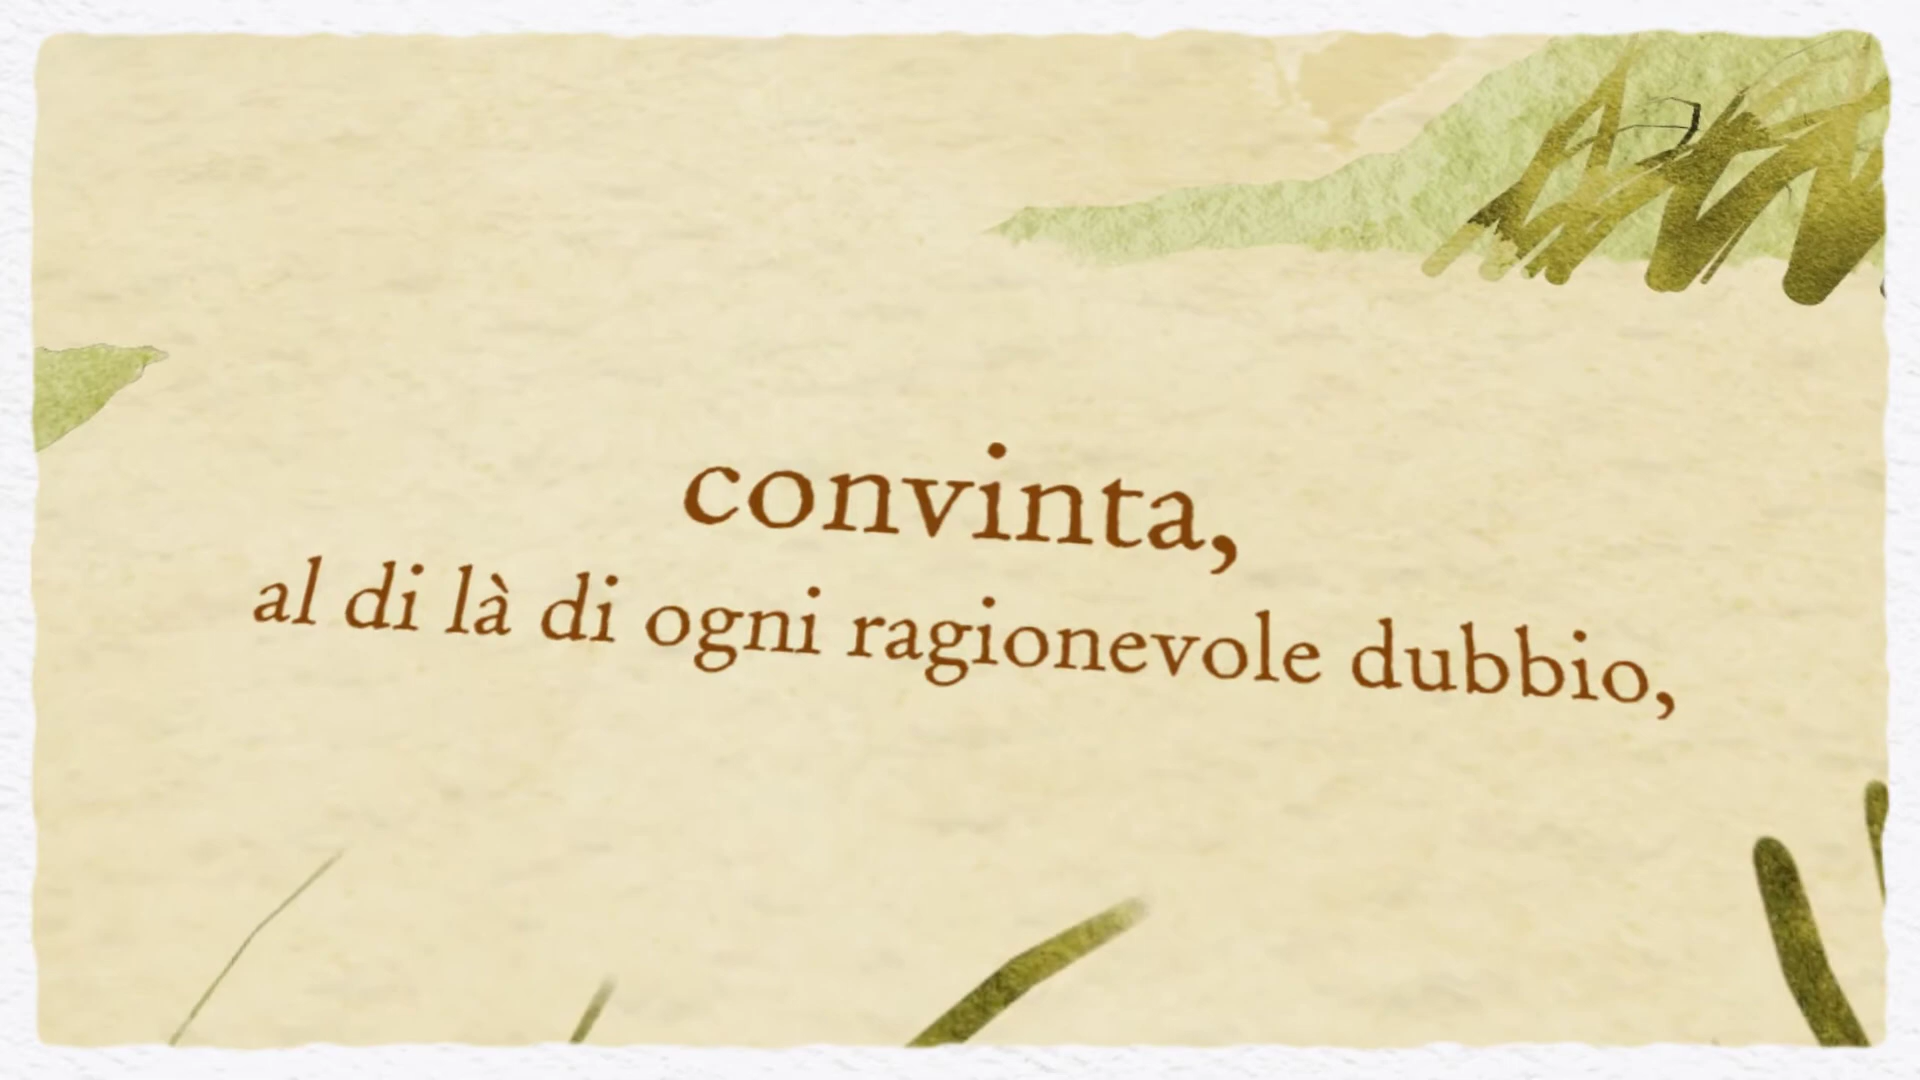 convinta,
al di là di ogni ragionevole dubbio,